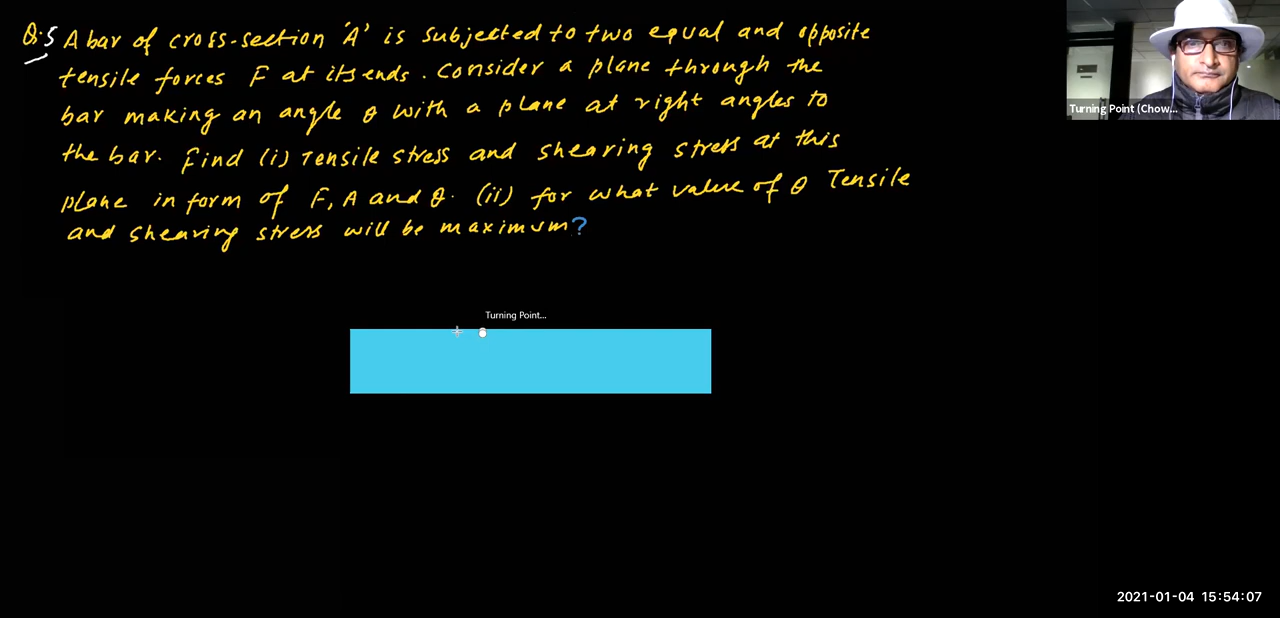 Q.5 A bar of cross-section 'A' is subjected to two equal and opposite
tensile forces F at its ends. Consider a plane through the
bar making an angle θ with a plane at right angles to
the bar. Find (i) Tensile stress and shearing stress at this
plane in form of F, A and θ. (ii) for what value of θ Tensile
and shearing stress will be maximum?
Turning Point (Chow...
Turning Point...
2021-01-04 15:54:07